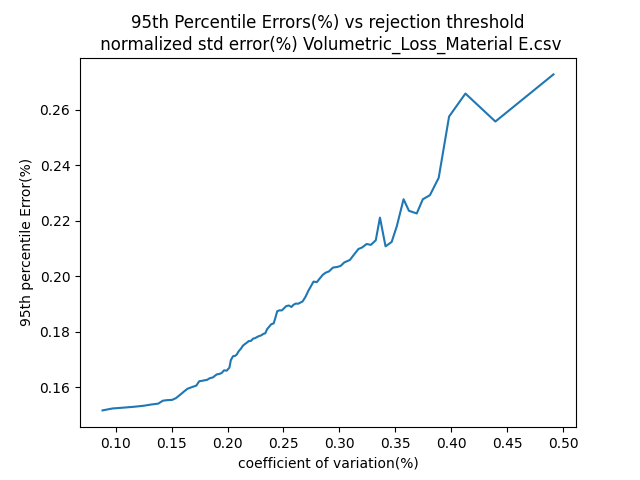 95th Percentile Errors(%) vs rejection threshold
normalized std error(%) Volumetric_Loss_Material E.csv
0.26
0.24
0.22
0.20
0.18
0.16
95th percentile Error(%)
0.10 0.15 0.20 0.25 0.30 0.35 0.40 0.45 0.50
coefficient of variation(%)